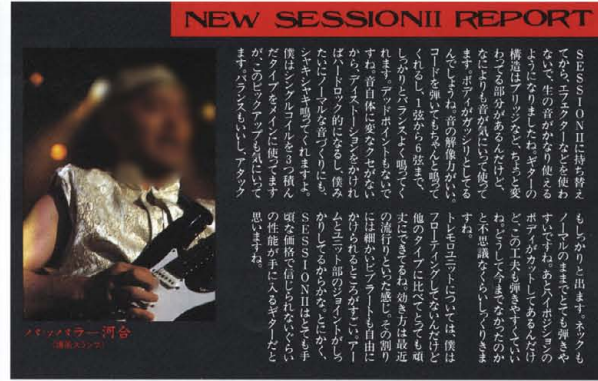 NEW SESSIONII REPORT
SESSIONIIに持ち替え
てから、エフェクターなどを使わ
ないで、生の音がかなり使える
ようになりましたね。ギターの
構造はブリッジなど、ちょっと変
わってる部分があるんだけど、
なによりも音が気にいって使って
ます。ボディがガッシリとしてる
んでしょうね。音の解像力がいい。
コードを弾いてもちゃんと鳴って
くれるし、1弦から6弦まで、
しっかりとバランスよく鳴ってく
れます。デッドポイントもないで
すね。音自体に変なクセがない
から、ディストーションをかけれ
ばハードロック的になるし、僕み
たいにノーマルな音づくりにも、
シャキシャキ鳴ってくれますよ。
僕はシングルコイルを3つ積ん
だタイプをメインに使ってます
が、このピックアップも気にいって
ます。バランスもいいし、アタック
もしっかりと出ます。ネックも
ノーマルのままでとても弾きや
すいですね。あとハイポジションの
ボディがカットしてあるんだけ
ど、この工夫も弾きやすくていい
ね。どうして今までなかったのか
と不思議なくらいしっくりきま
すね。
トレモロユニットについては、僕は
フローティングしてないんだけど
他のタイプに比べてとっても頑
丈にできてるね。効き方は最近
の流行りといった感じ。その割り
には細かいビブラートも自由に
かけられるところがすごい。アー
ムとユニット部のジョイントがしっ
かりしてるからかな。とにかく、
SESSIONIIはとても手
頃な価格で信じられないぐらい
の性能が手に入るギターだと
思いますね。
パッパラー河合
(爆風スランプ)